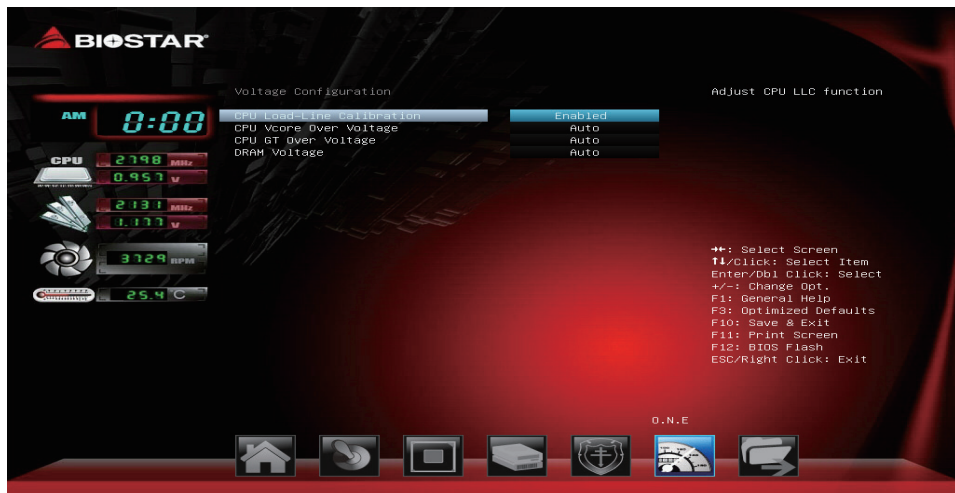 BIOSTAR
Voltage Configuration
Adjust CPU LLC function
AM 0:00
CPU Load-Line Calibration Enabled
CPU Vcore Over Voltage Auto
CPU GT Over Voltage Auto
DRAM Voltage Auto
CPU 2798 MHz
0.957 V
2131 MHz
1.177 V
3729 RPM
25.4 °C
→←: Select Screen
↑↓/Click: Select Item
Enter/Dbl Click: Select
+/-: Change Opt.
F1: General Help
F3: Optimized Defaults
F10: Save & Exit
F11: Print Screen
F12: BIOS Flash
ESC/Right Click: Exit
O.N.E